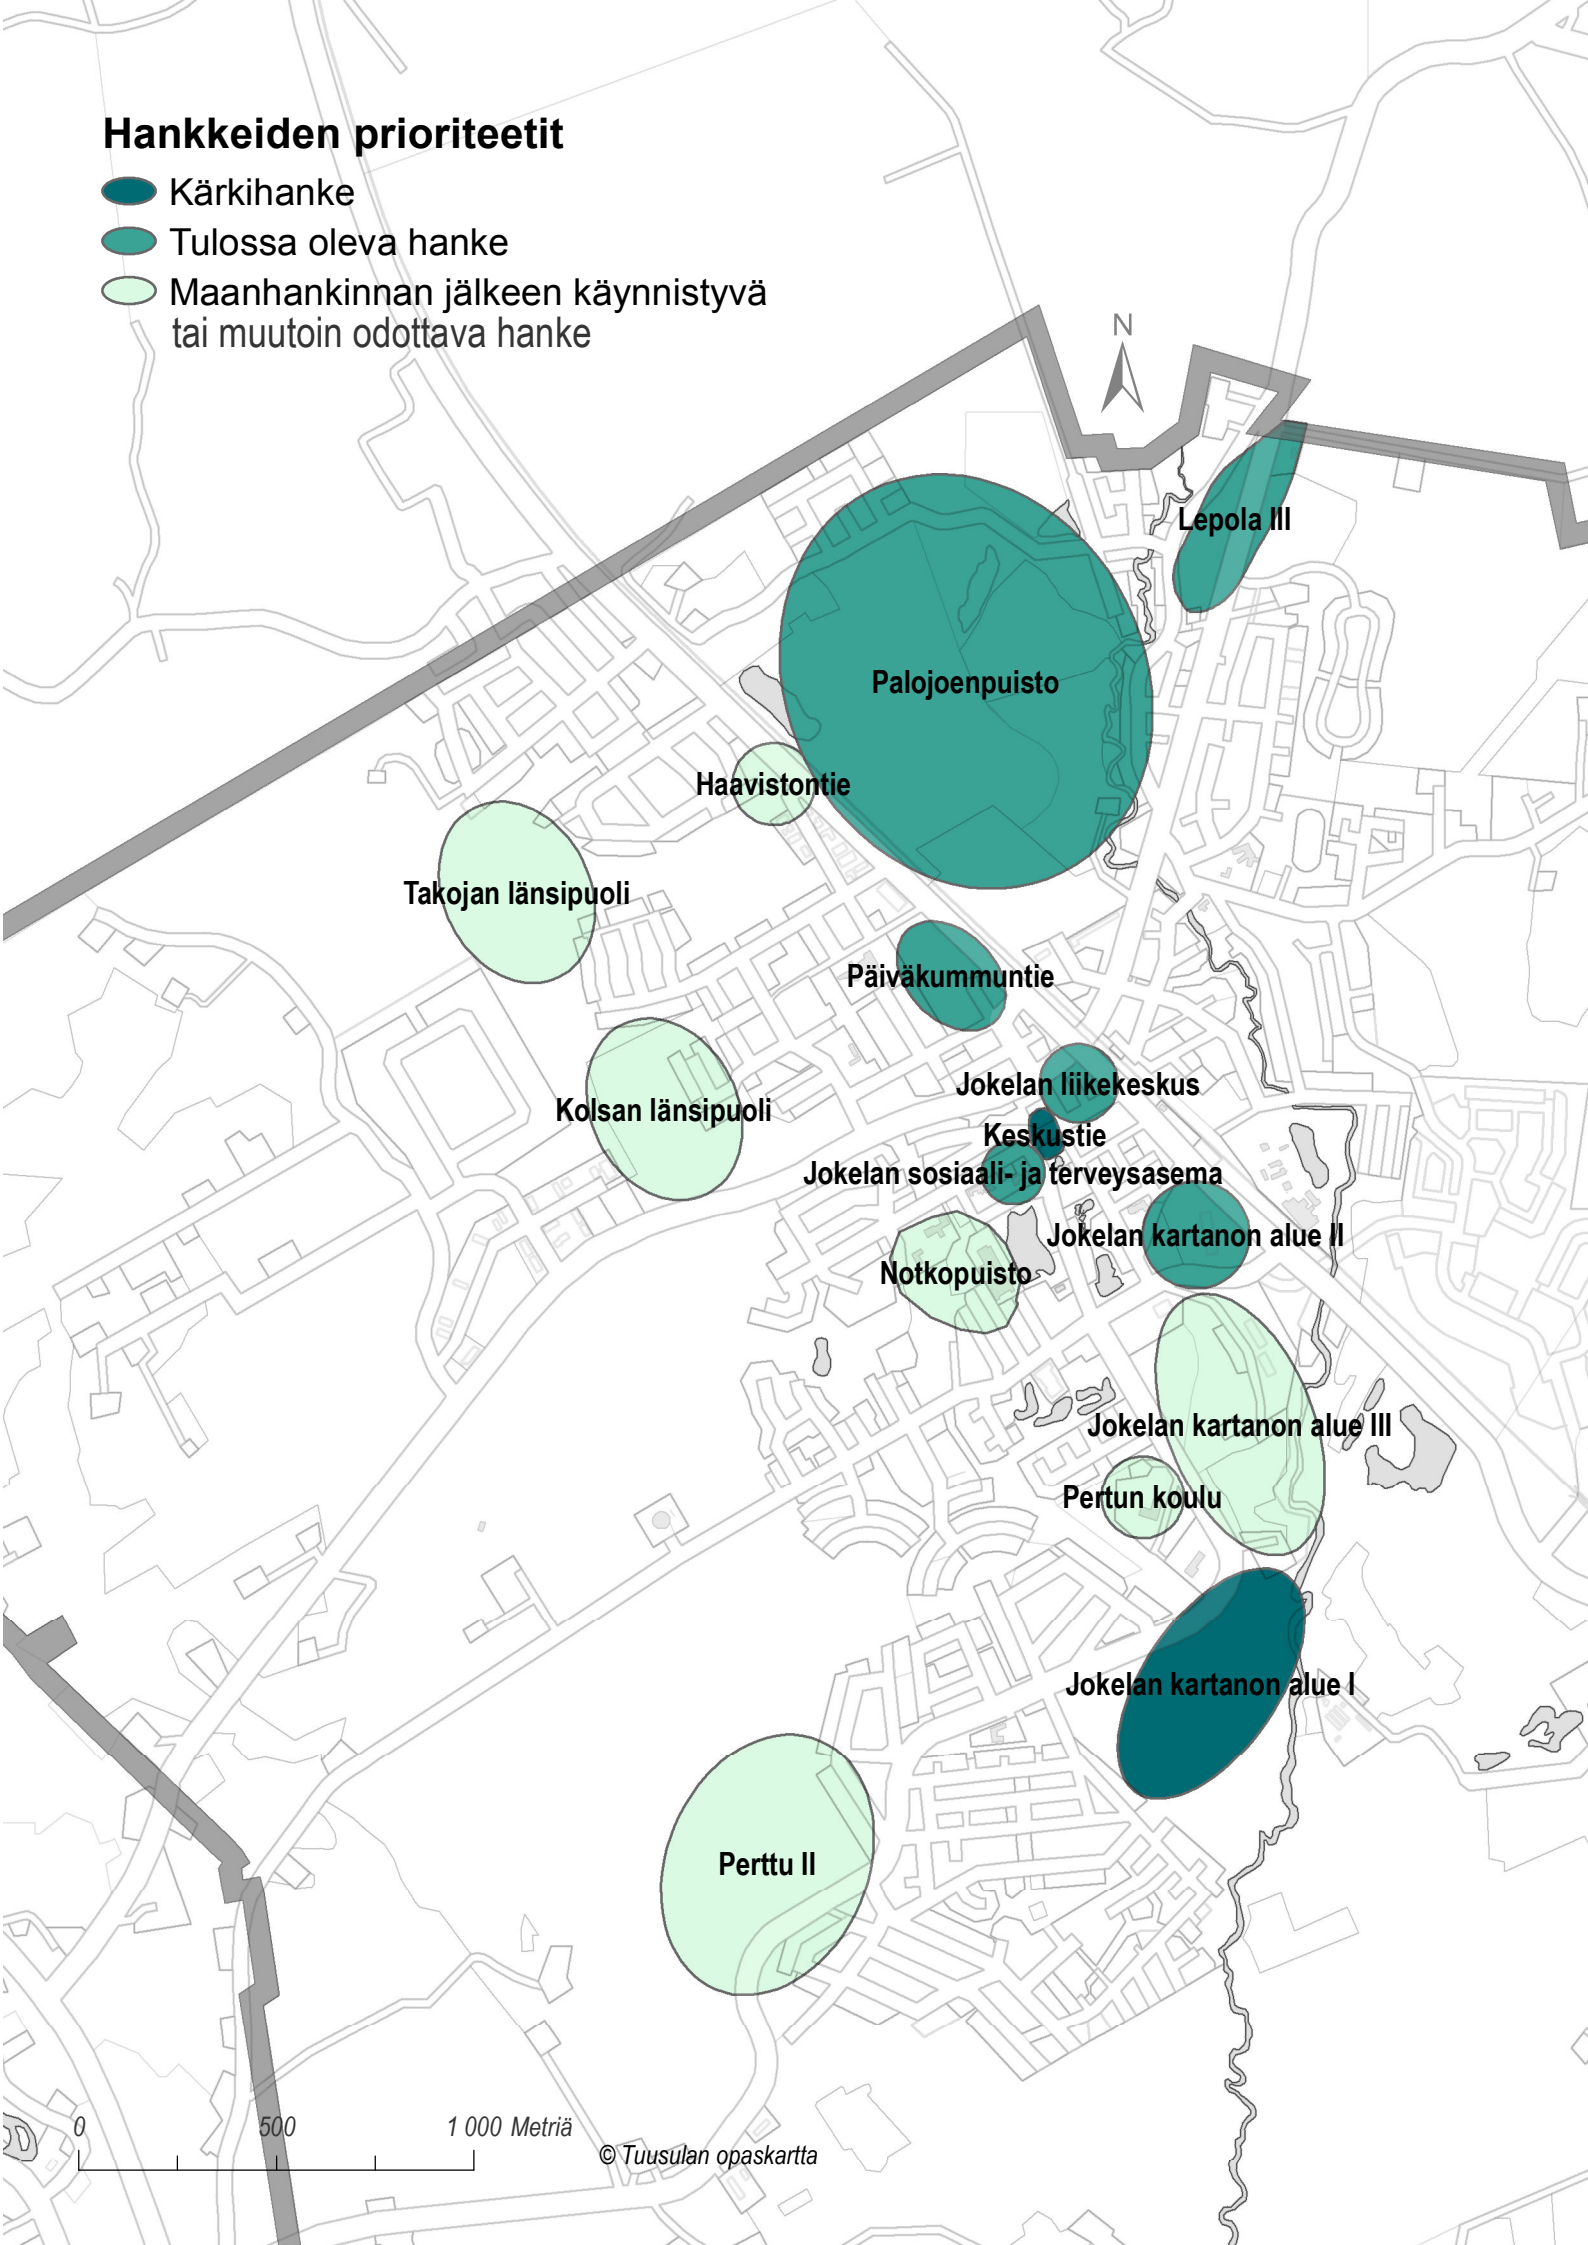 Hankkeiden prioriteetit
Kärkihanke
Tulossa oleva hanke
Maanhankinnan jälkeen käynnistyvä
tai muutoin odottava hanke
N
Lepola III
Palojoenpuisto
Haavistontie
Takojan länsipuoli
Päiväkummuntie
Jokelan liikekeskus
Kolsan länsipuoli
Keskustie
Jokelan sosiaali- ja terveysasema
Jokelan kartanon alue II
Notkopuisto
Jokelan kartanon alue III
Pertun koulu
Jokelan kartanon alue I
Perttu II
0 500 1 000 Metriä
© Tuusulan opaskartta